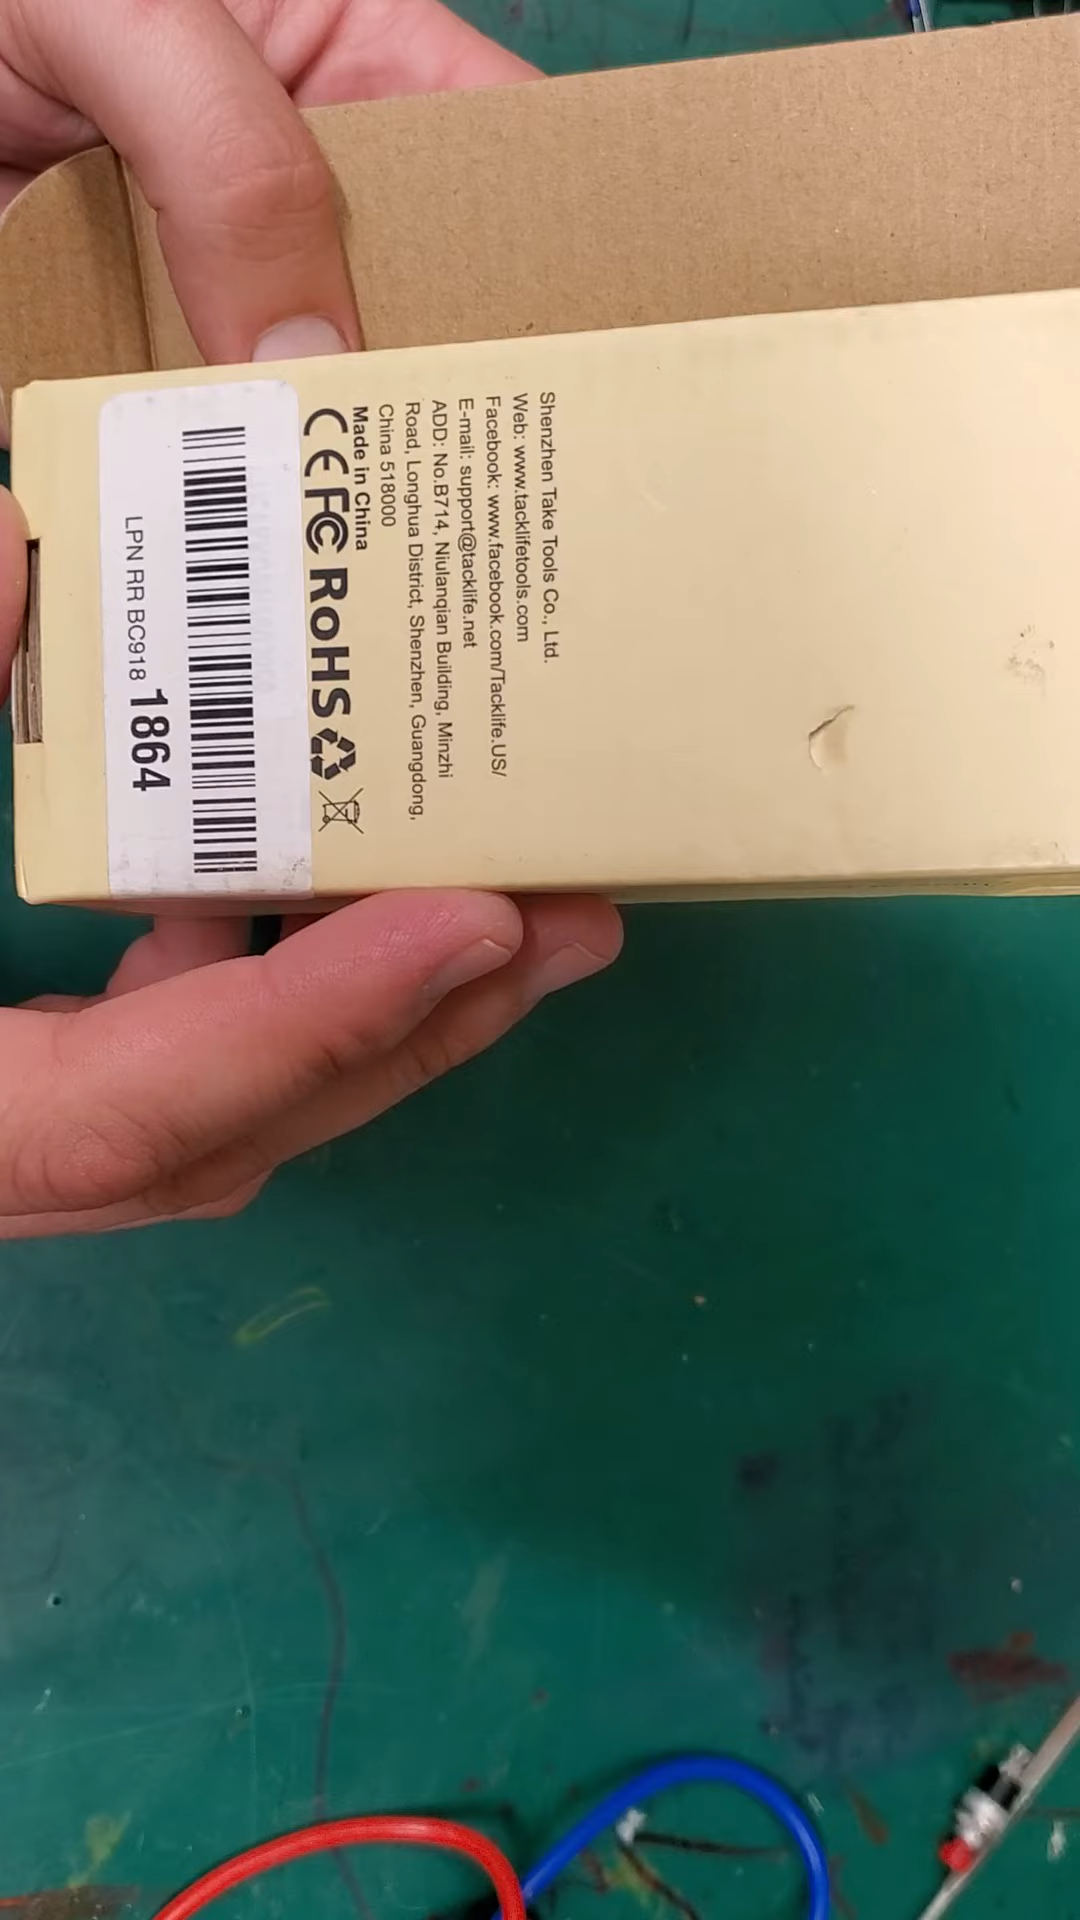 Shenzhen Take Tools Co., Ltd.
Web: www.tacklifetools.com
Facebook: www.facebook.com/Tacklife.US/
E-mail: support@tacklife.net
ADD: No.B714, Niulanqian Building, Minzhi
Road, Longhua District, Shenzhen, Guangdong,
China 518000
Made in China
CE FC RoHS
LPN RR BC918 1864